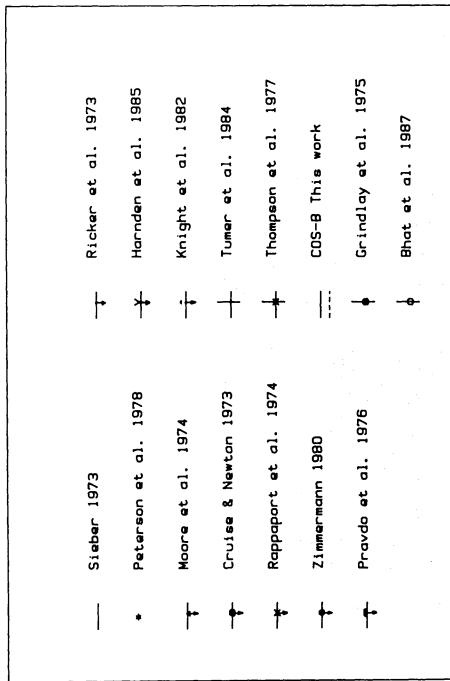 Sieber 1973
Peterson et al. 1978
Moore et al. 1974
Cruise & Newton 1973
Rappaport et al. 1974
Zimmermann 1980
Pravdo et al. 1976
Ricker et al. 1973
Harnden et al. 1985
Knight et al. 1982
Tumer et al. 1984
Thompson et al. 1977
COS-B This work
Grindlay et al. 1975
Bhat et al. 1987